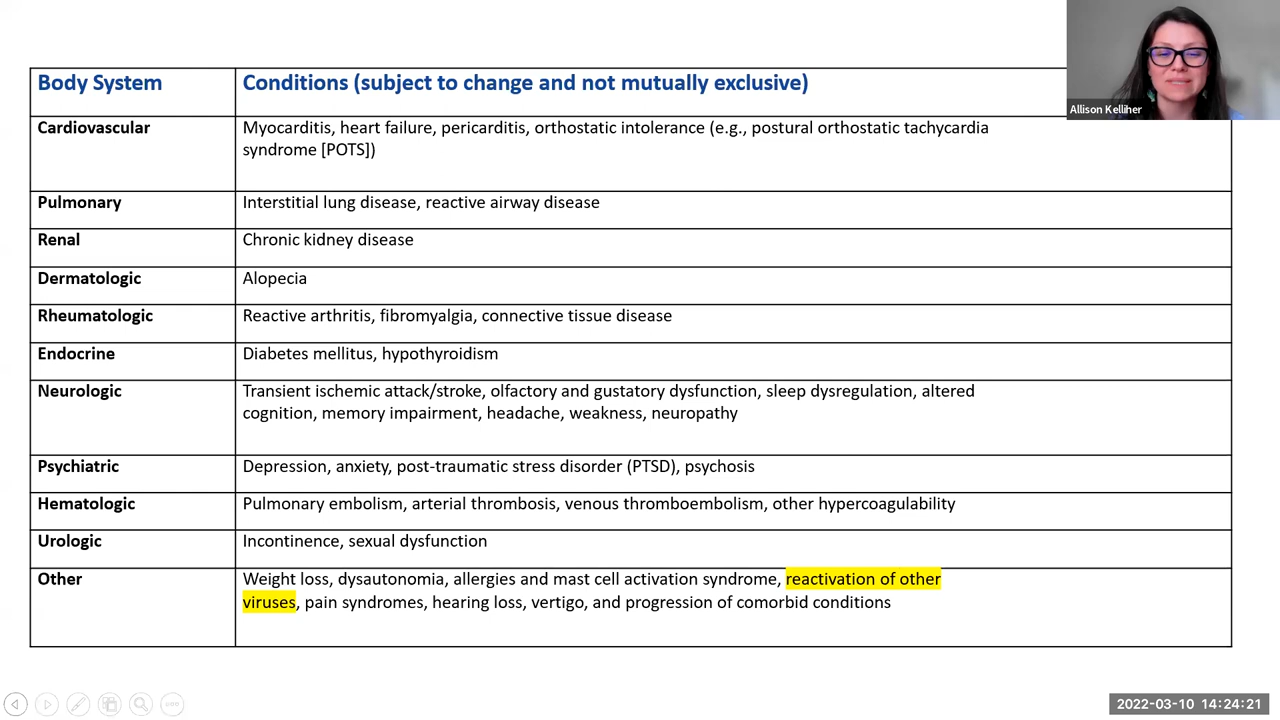 Body System
Conditions (subject to change and not mutually exclusive)
Allison Kelliher
Cardiovascular
Myocarditis, heart failure, pericarditis, orthostatic intolerance (e.g., postural orthostatic tachycardia
syndrome [POTS])
Pulmonary
Interstitial lung disease, reactive airway disease
Renal
Chronic kidney disease
Dermatologic
Alopecia
Rheumatologic
Reactive arthritis, fibromyalgia, connective tissue disease
Endocrine
Diabetes mellitus, hypothyroidism
Neurologic
Transient ischemic attack/stroke, olfactory and gustatory dysfunction, sleep dysregulation, altered
cognition, memory impairment, headache, weakness, neuropathy
Psychiatric
Depression, anxiety, post-traumatic stress disorder (PTSD), psychosis
Hematologic
Pulmonary embolism, arterial thrombosis, venous thromboembolism, other hypercoagulability
Urologic
Incontinence, sexual dysfunction
Other
Weight loss, dysautonomia, allergies and mast cell activation syndrome, reactivation of other
viruses, pain syndromes, hearing loss, vertigo, and progression of comorbid conditions
2022-03-10 14:24:21